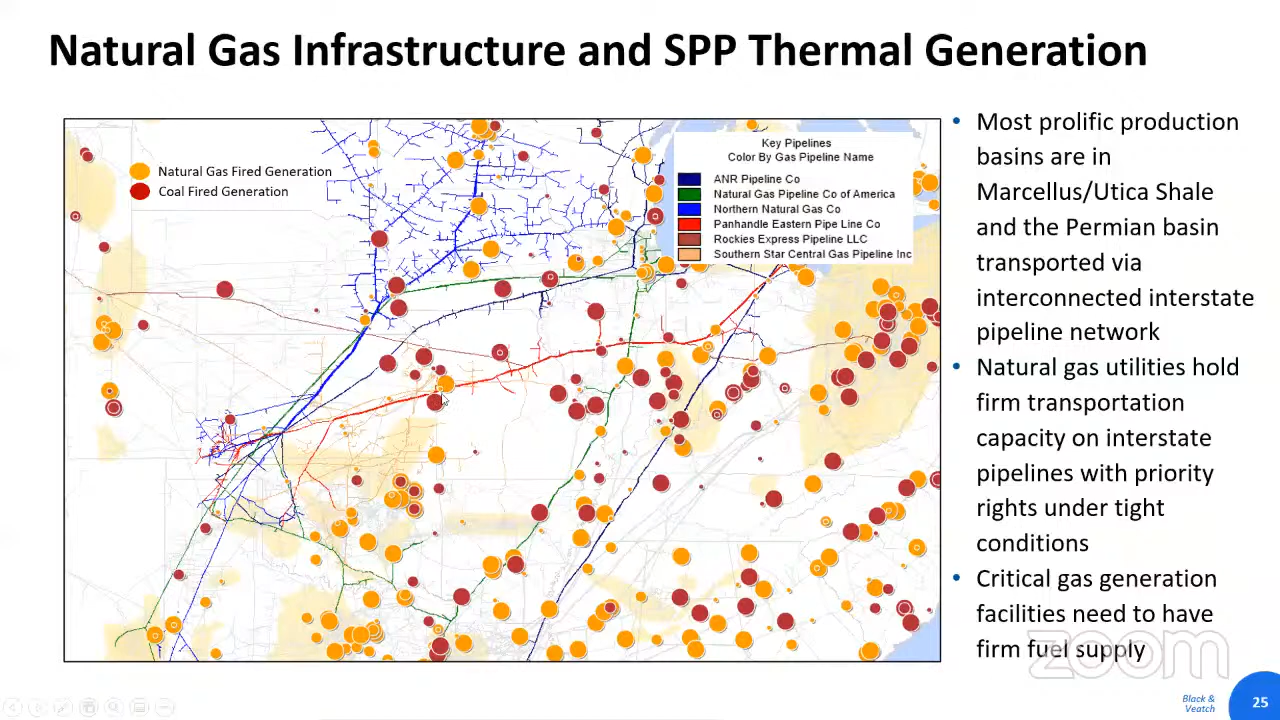 Natural Gas Infrastructure and SPP Thermal Generation
Natural Gas Fired Generation
Coal Fired Generation
Key Pipelines
Color By Gas Pipeline Name
ANR Pipeline Co
Natural Gas Pipeline Co of America
Northern Natural Gas Co
Panhandle Eastern Pipe Line Co
Rockies Express Pipeline LLC
Southern Star Central Gas Pipeline Inc
• Most prolific production
basins are in
Marcellus/Utica Shale
and the Permian basin
transported via
interconnected interstate
pipeline network
• Natural gas utilities hold
firm transportation
capacity on interstate
pipelines with priority
rights under tight
conditions
• Critical gas generation
facilities need to have
firm fuel supply
zoom
Black &
Veatch
25